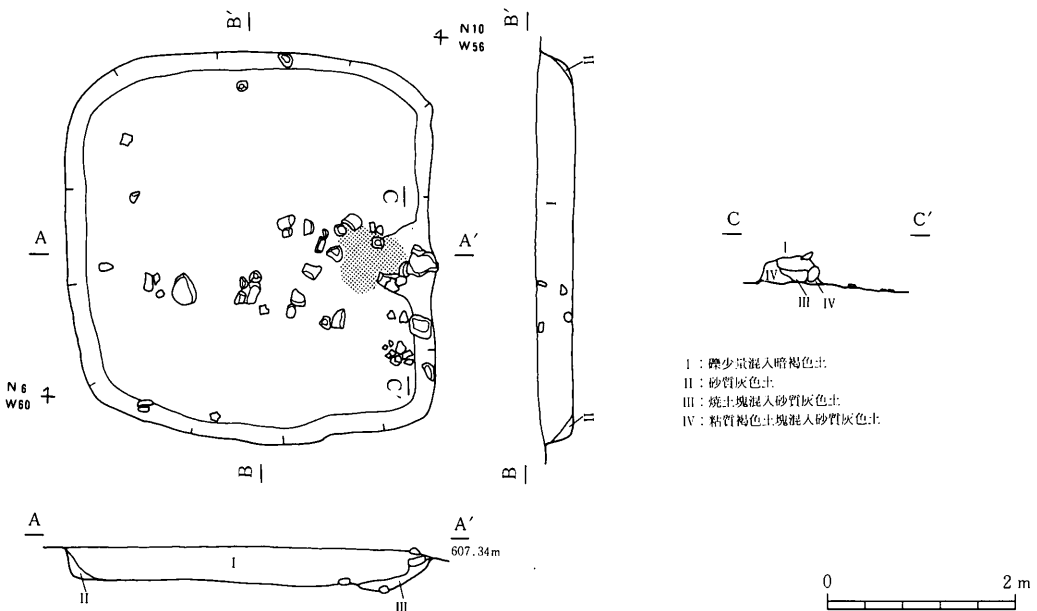 B′
N10
W56
B′
II
C
A
A′
I
C
C′
I
IV
III
IV
I：礫少量混入暗褐色土
II：砂質灰色土
III：焼土塊混入砂質灰色土
IV：粘質褐色土塊混入砂質灰色土
N6
W60
C′
II
B
B
A
A′
607.34m
I
II
III
0
2m